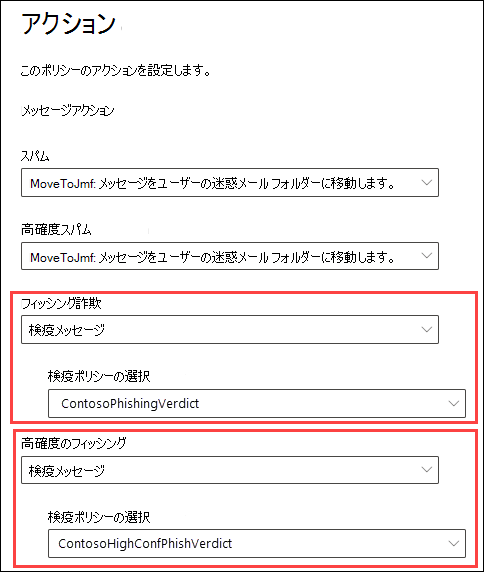 アクション
このポリシーのアクションを設定します。
メッセージアクション
スパム
MoveToJmf: メッセージをユーザーの迷惑メール フォルダーに移動します。
高確度スパム
MoveToJmf: メッセージをユーザーの迷惑メール フォルダーに移動します。
フィッシング詐欺
検疫メッセージ
検疫ポリシーの選択
ContosoPhishingVerdict
高確度のフィッシング
検疫メッセージ
検疫ポリシーの選択
ContosoHighConfPhishVerdict